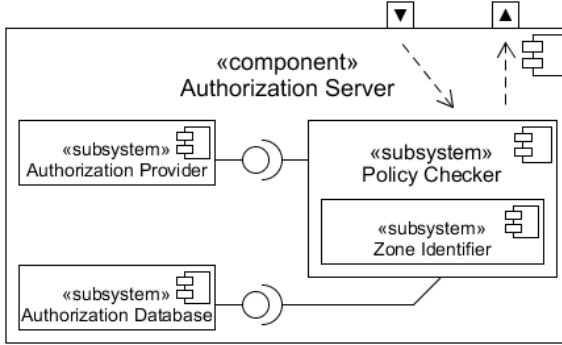 ▼ ▲
«component»
Authorization Server
«subsystem»
Authorization Provider
«subsystem»
Policy Checker
«subsystem»
Zone Identifier
«subsystem»
Authorization Database